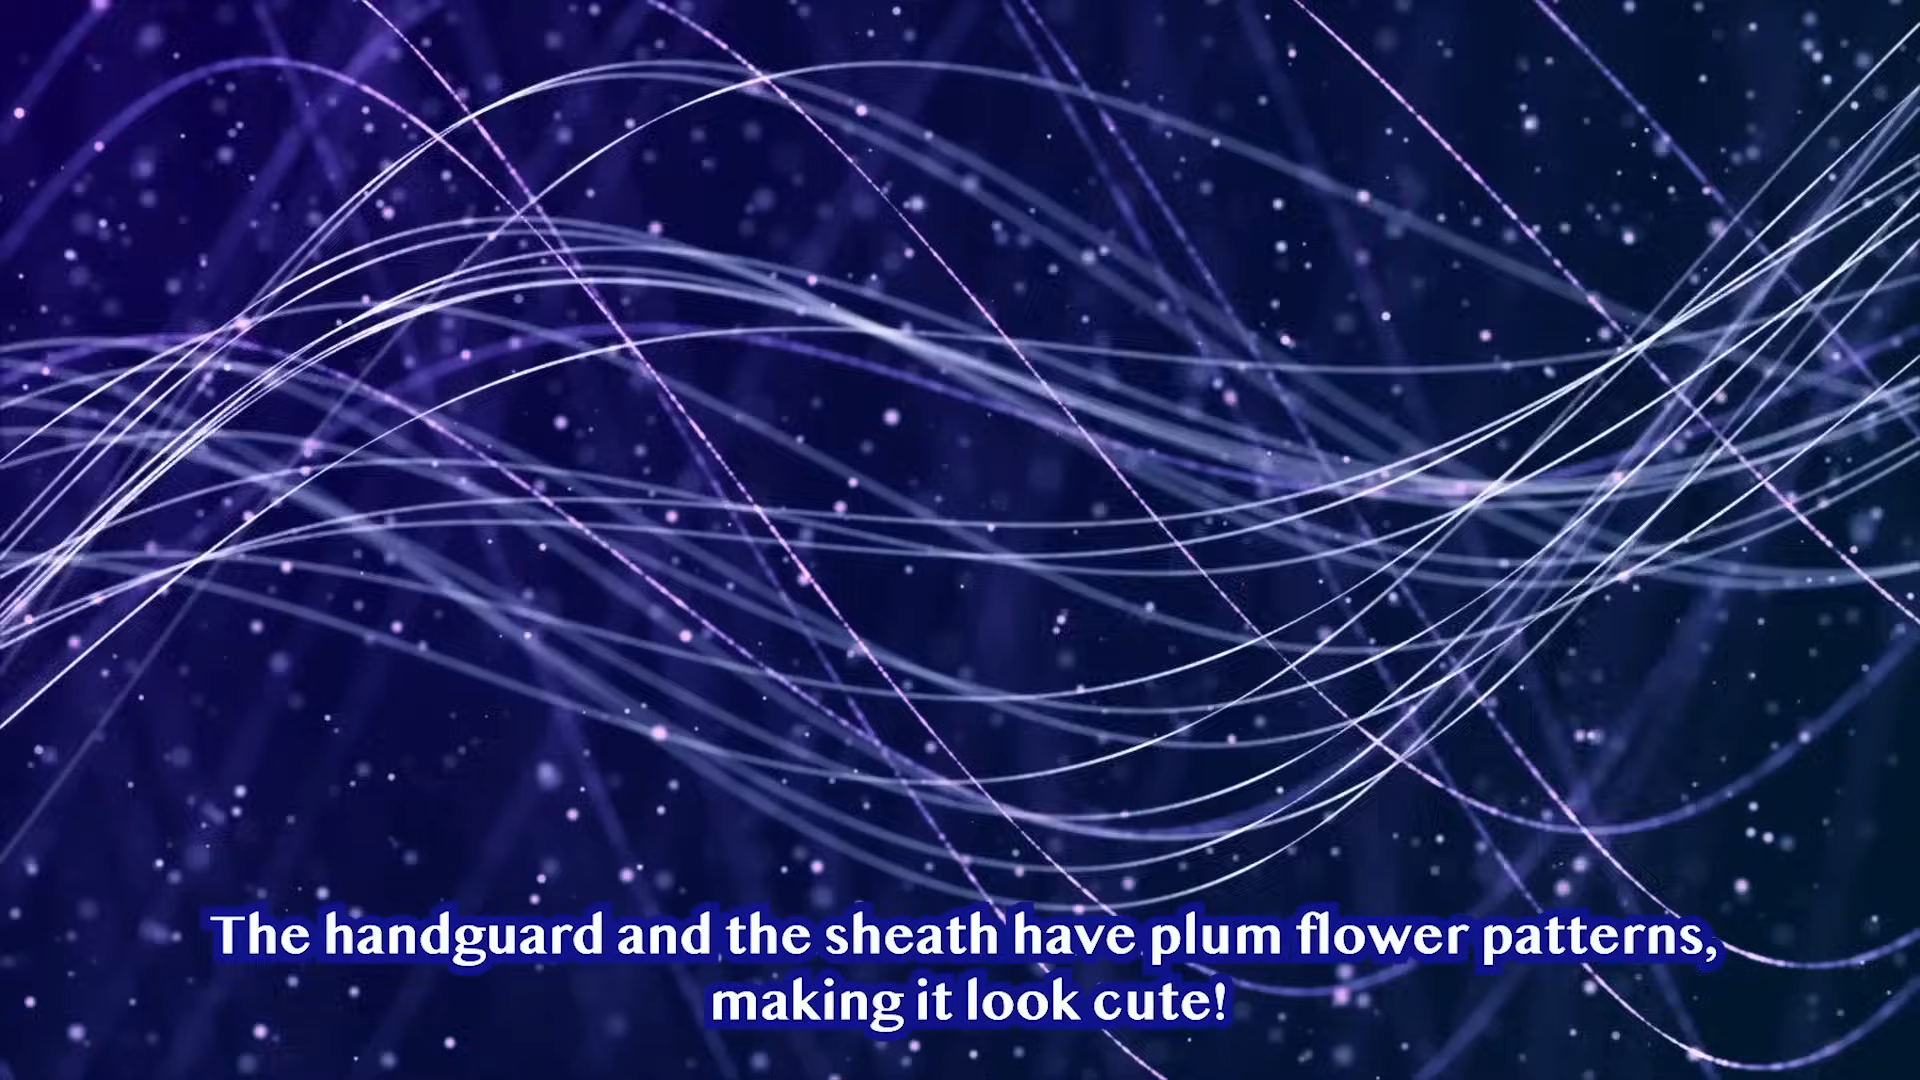 The handguard and the sheath have plum flower patterns,
making it look cute!